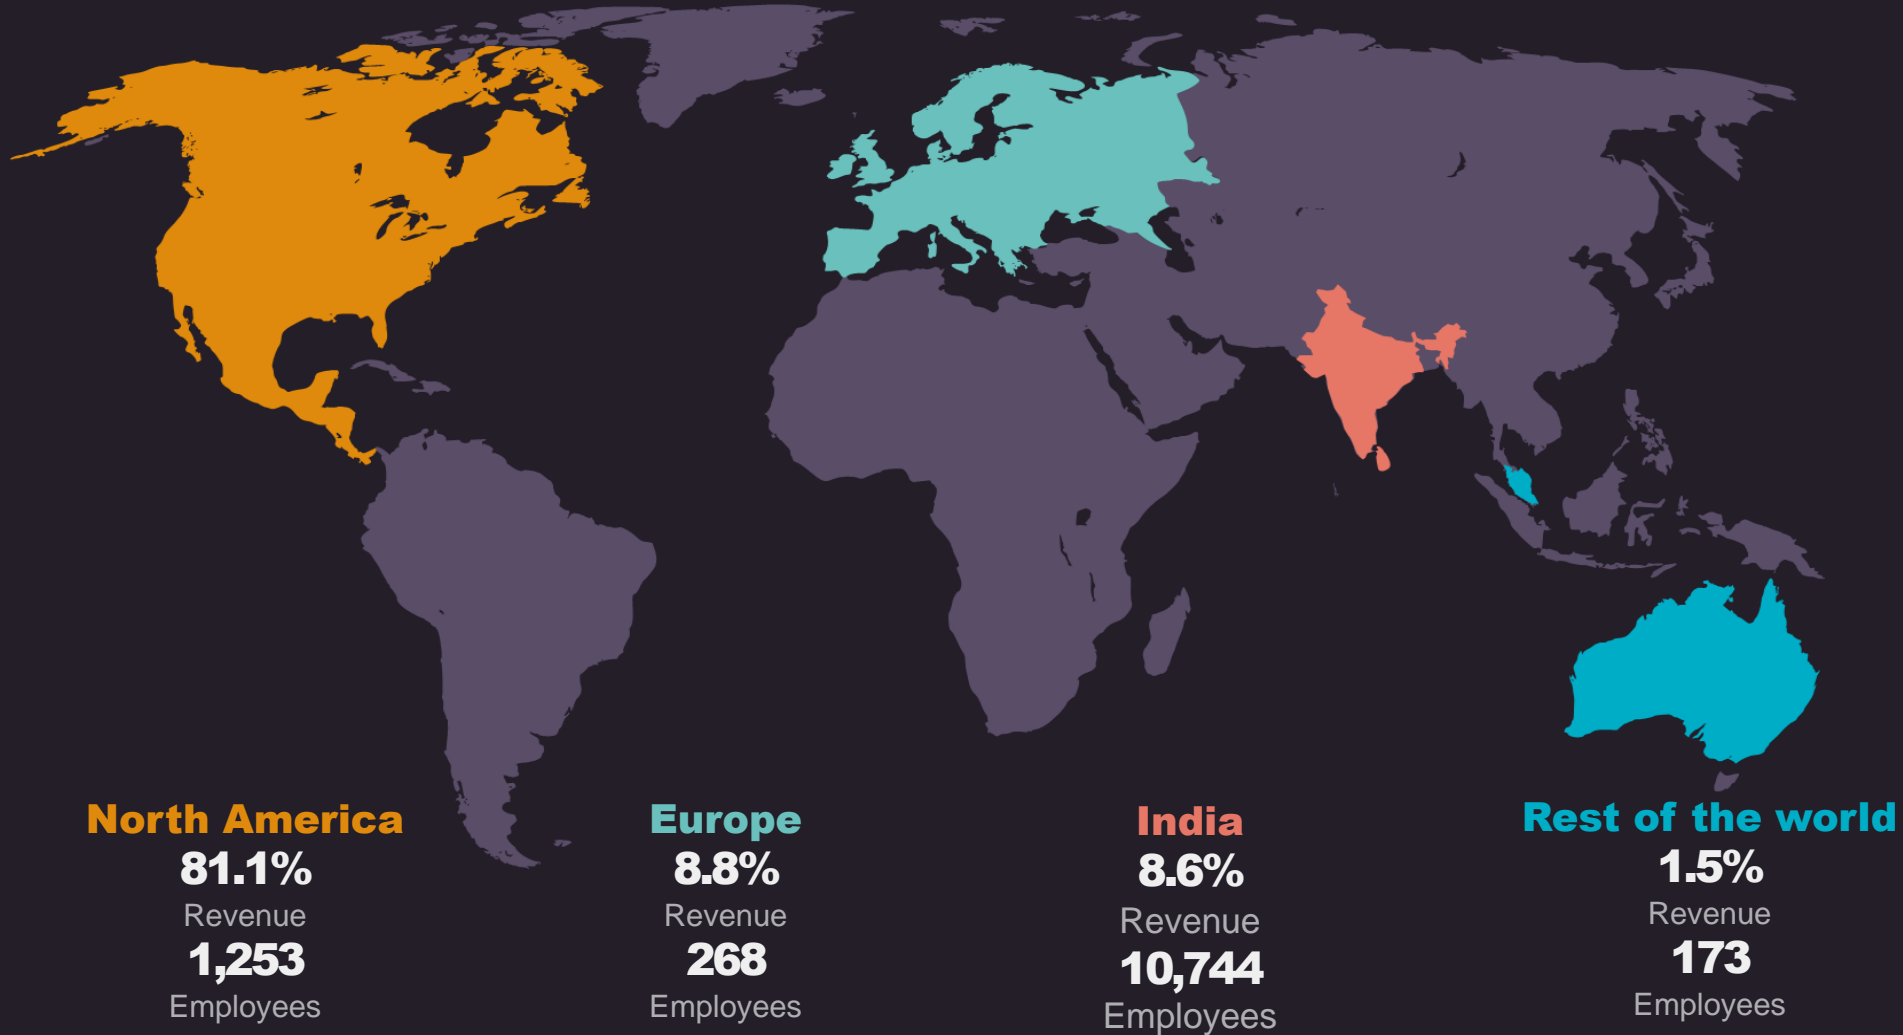 North America
81.1%
Revenue
1,253
Employees
Europe
8.8%
Revenue
268
Employees
India
8.6%
Revenue
10,744
Employees
Rest of the world
1.5%
Revenue
173
Employees